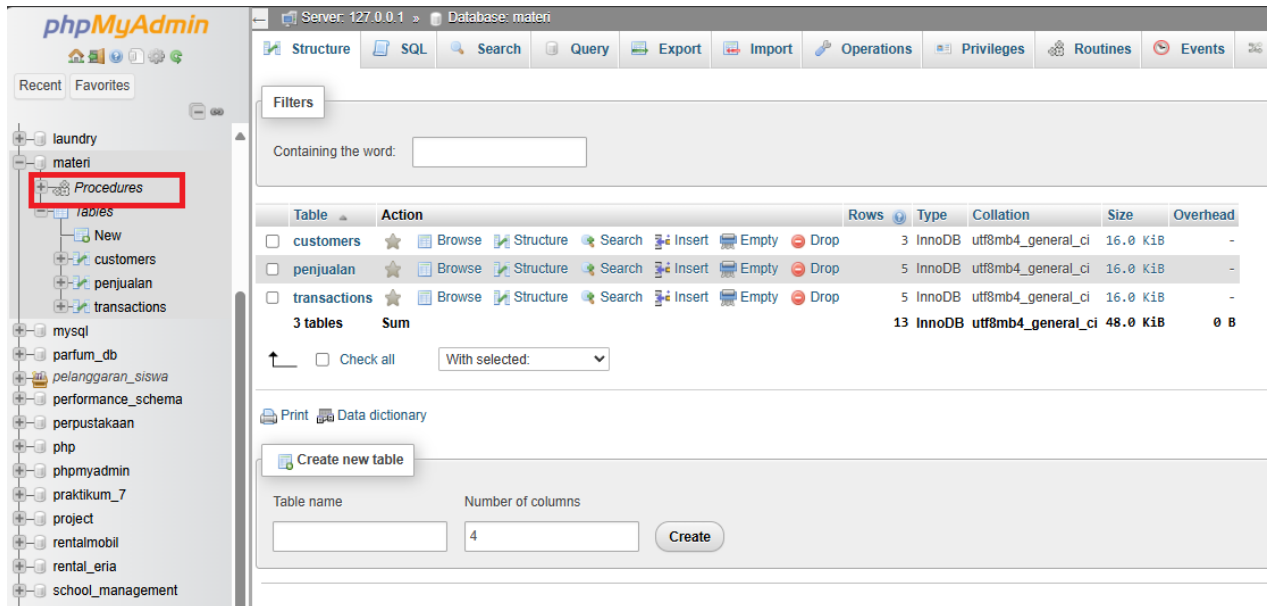 phpMyAdmin
Recent Favorites
laundry
materi
Procedures
Tables
New
customers
penjualan
transactions
mysql
parfum_db
pelanggaran_siswa
performance_schema
perpustakaan
php
phpmyadmin
praktikum_7
project
rentalmobil
rental_eria
school_management
Server: 127.0.0.1 » Database: materi
Structure SQL Search Query Export Import Operations Privileges Routines Events
Filters
Containing the word:
Table Action Rows Type Collation Size Overhead
customers Browse Structure Search Insert Empty Drop 3 InnoDB utf8mb4_general_ci 16.0 KiB -
penjualan Browse Structure Search Insert Empty Drop 5 InnoDB utf8mb4_general_ci 16.0 KiB -
transactions Browse Structure Search Insert Empty Drop 5 InnoDB utf8mb4_general_ci 16.0 KiB -
3 tables Sum 13 InnoDB utf8mb4_general_ci 48.0 KiB 0 B
Check all With selected:
Print Data dictionary
Create new table
Table name Number of columns
4 Create